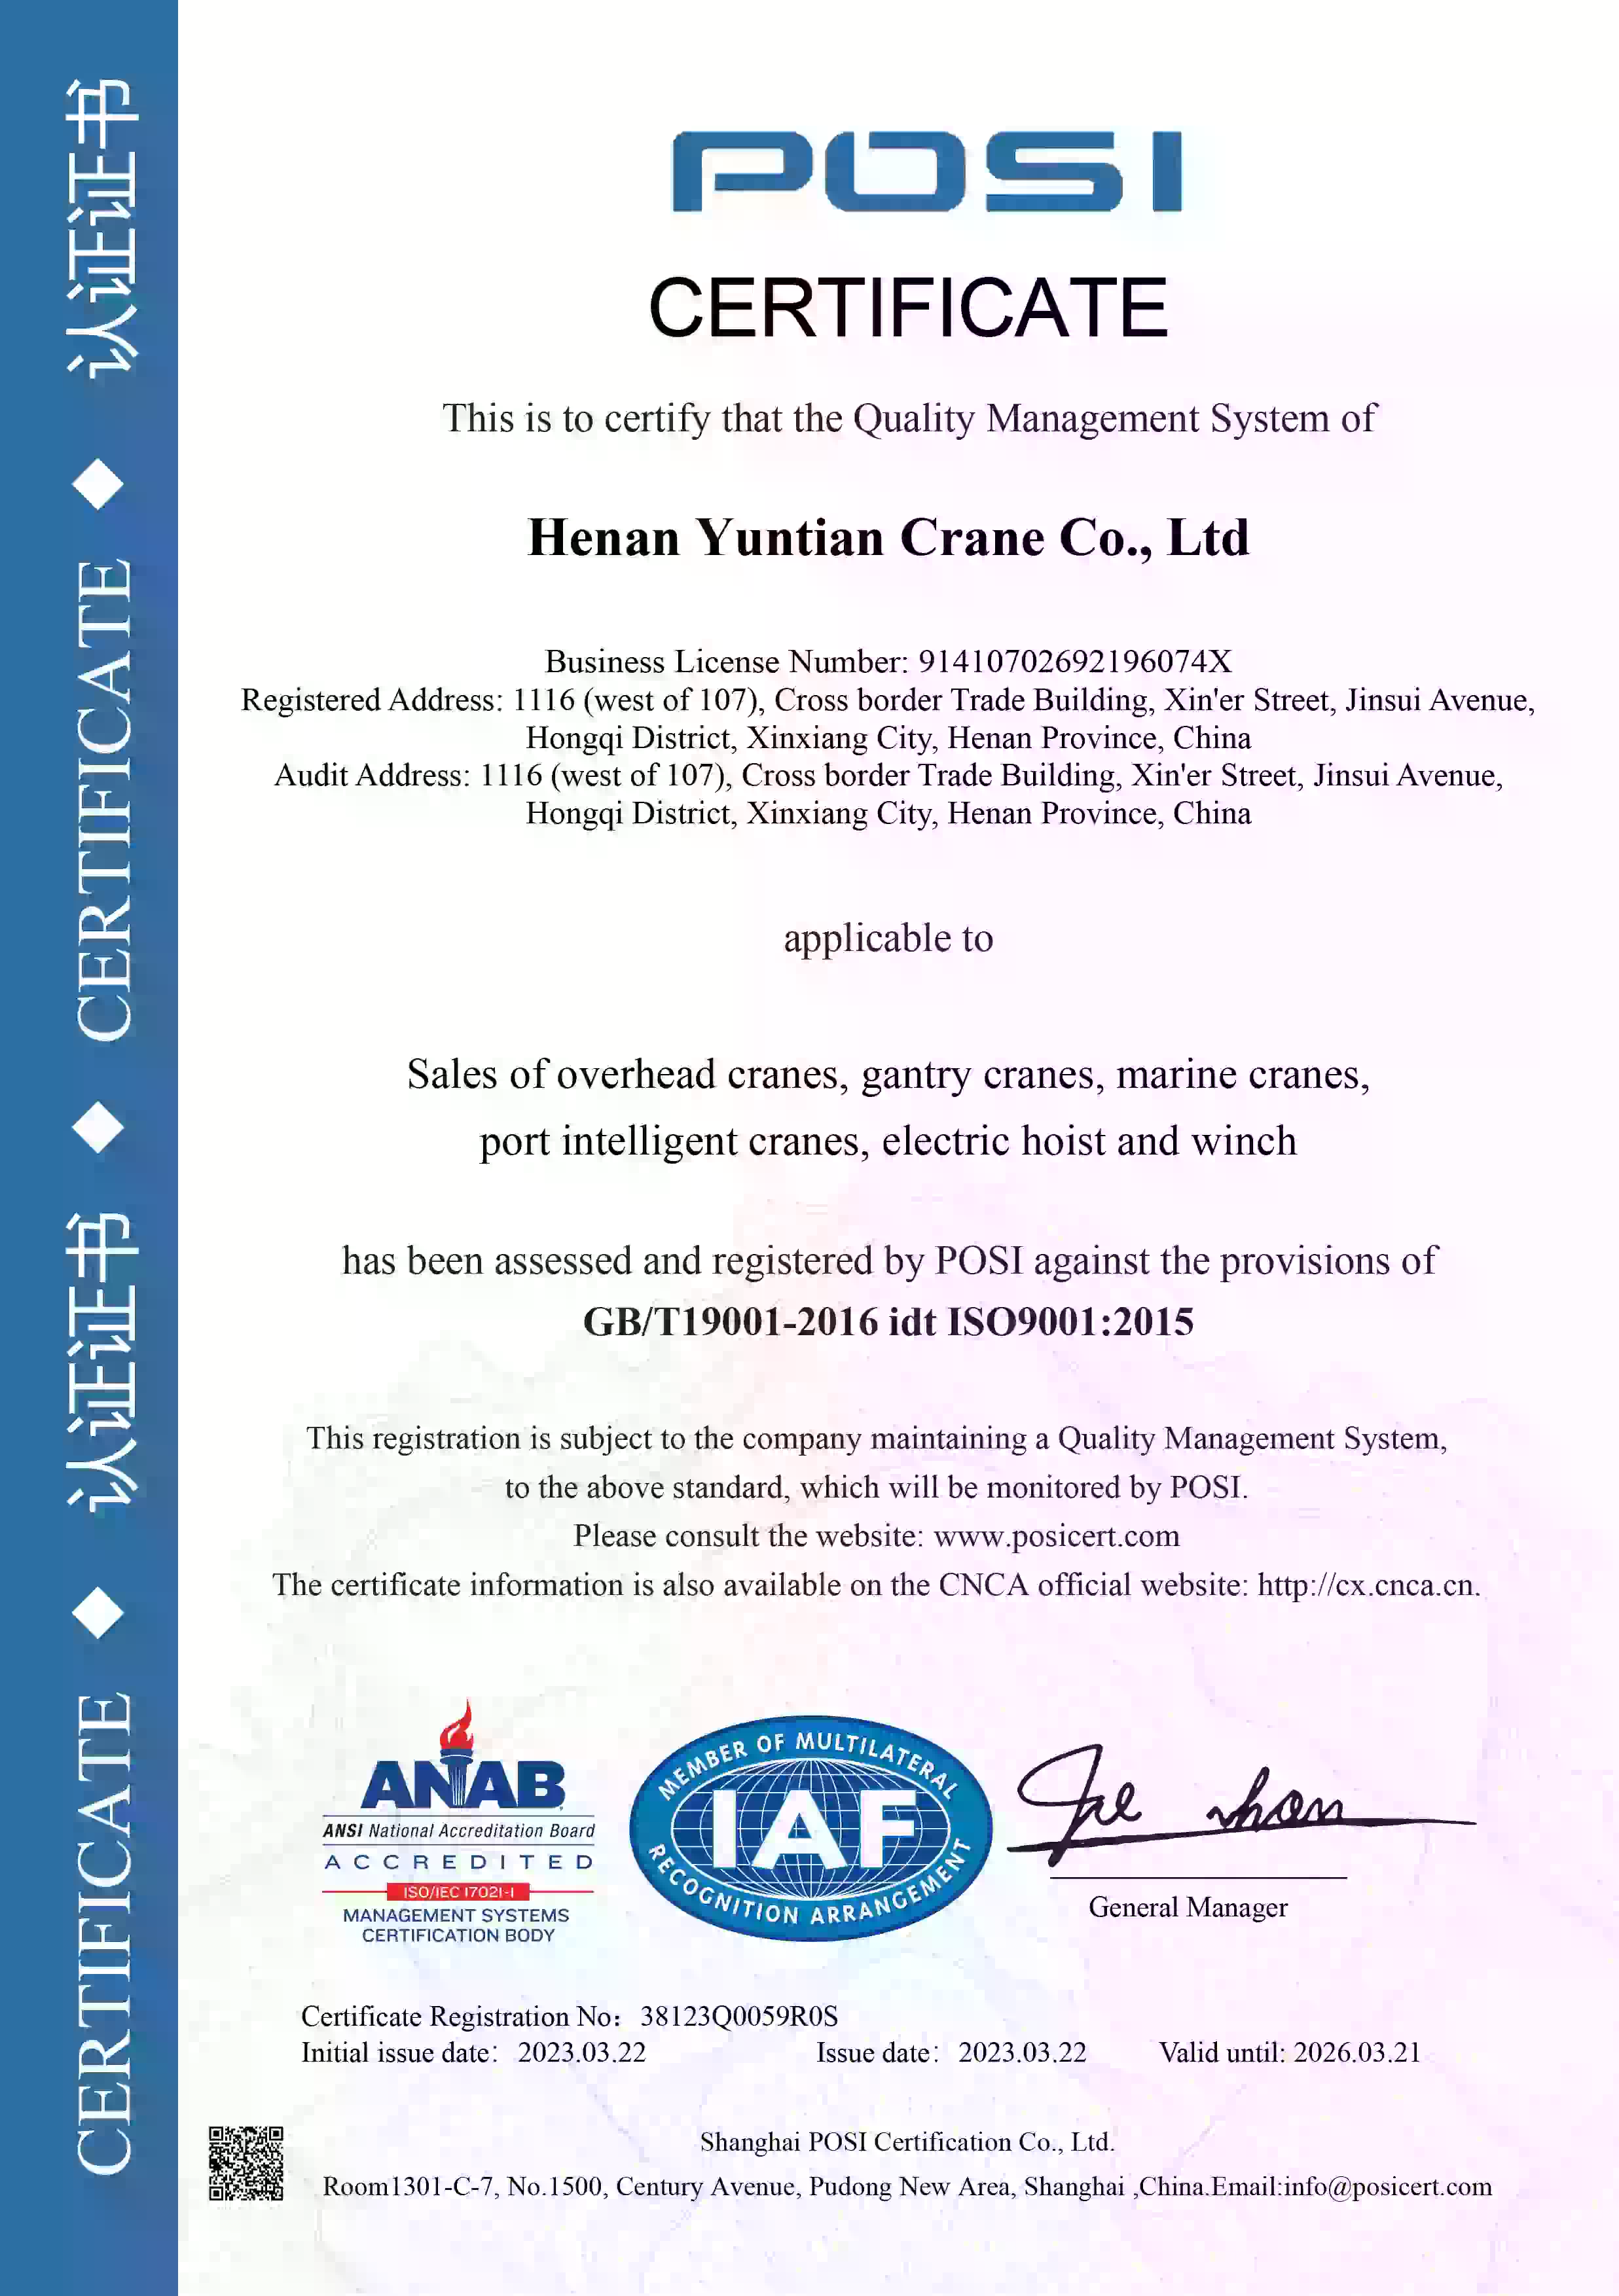 认证证书 ◆ CERTIFICATE ◆ 认证证书 ◆ CERTIFICATE
POSI
CERTIFICATE
This is to certify that the Quality Management System of
Henan Yuntian Crane Co., Ltd
Business License Number: 91410702692196074X
Registered Address: 1116 (west of 107), Cross border Trade Building, Xin'er Street, Jinsui Avenue,
Hongqi District, Xinxiang City, Henan Province, China
Audit Address: 1116 (west of 107), Cross border Trade Building, Xin'er Street, Jinsui Avenue,
Hongqi District, Xinxiang City, Henan Province, China
applicable to
Sales of overhead cranes, gantry cranes, marine cranes,
port intelligent cranes, electric hoist and winch
has been assessed and registered by POSI against the provisions of
GB/T19001-2016 idt ISO9001:2015
This registration is subject to the company maintaining a Quality Management System,
to the above standard, which will be monitored by POSI.
Please consult the website: www.posicert.com
The certificate information is also available on the CNCA official website: http://cx.cnca.cn.
ANAB
ANSI National Accreditation Board
ACCREDITED
ISO/IEC 17021-1
MANAGEMENT SYSTEMS
CERTIFICATION BODY
MEMBER OF MULTILATERAL
IAF
RECOGNITION ARRANGEMENT
General Manager
Certificate Registration No：38123Q0059R0S
Initial issue date：2023.03.22 Issue date：2023.03.22 Valid until: 2026.03.21
Shanghai POSI Certification Co., Ltd.
Room1301-C-7, No.1500, Century Avenue, Pudong New Area, Shanghai ,China.Email:info@posicert.com